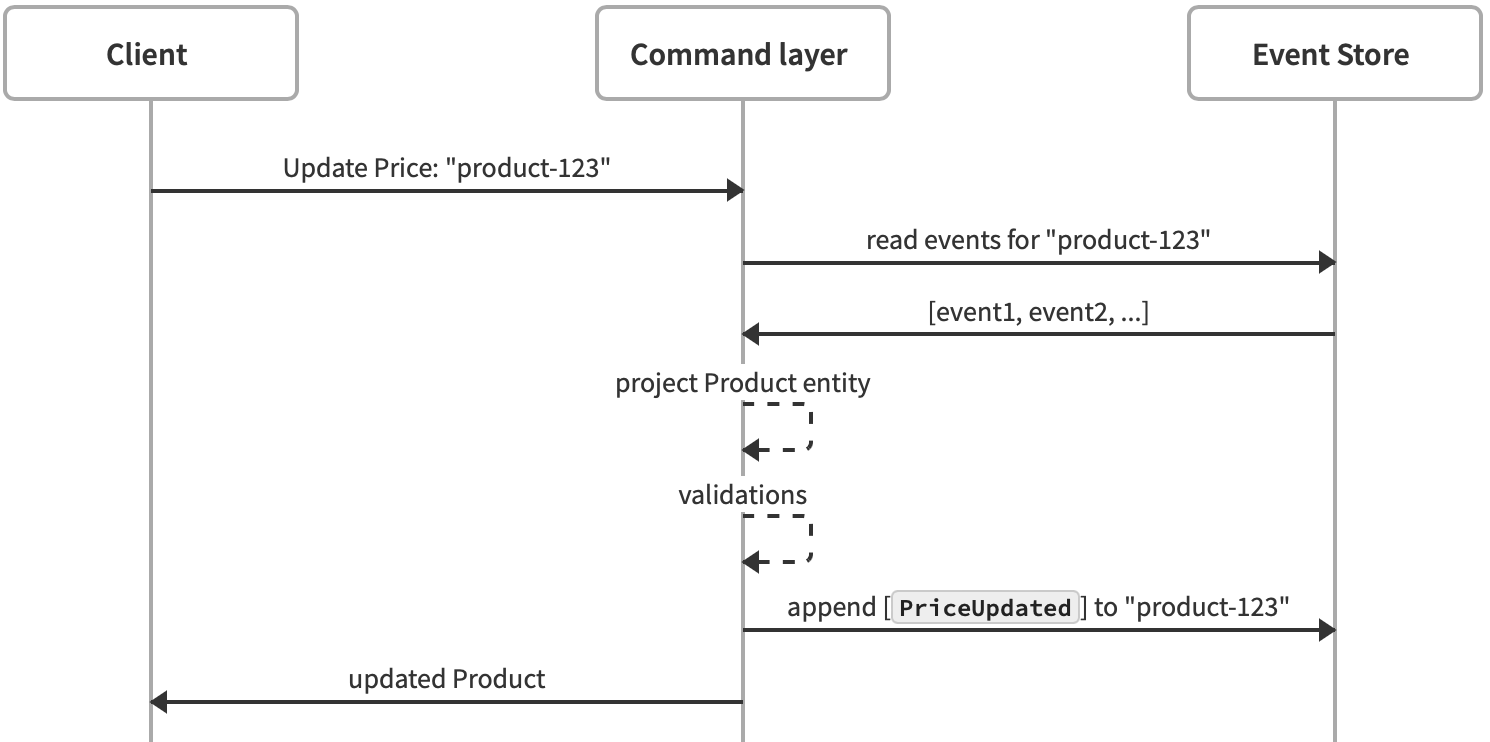 Client
Command layer
Event Store
Update Price: "product-123"
read events for "product-123"
[event1, event2, ...]
project Product entity
validations
append [PriceUpdated] to "product-123"
updated Product